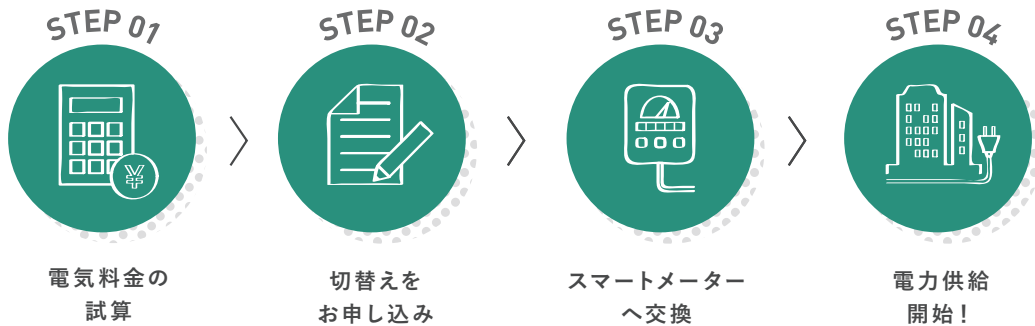 STEP 01
STEP 02
STEP 03
STEP 04
¥
電気料金の
試算
切替えを
お申し込み
スマートメーター
へ交換
電力供給
開始!